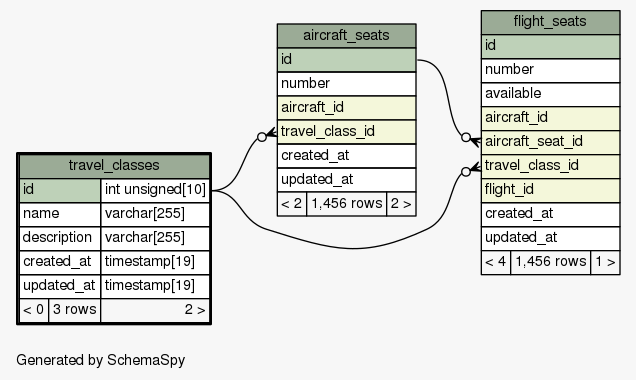 travel_classes
id int unsigned[10]
name varchar[255]
description varchar[255]
created_at timestamp[19]
updated_at timestamp[19]
< 0 3 rows 2 >
aircraft_seats
id
number
aircraft_id
travel_class_id
created_at
updated_at
< 2 1,456 rows 2 >
flight_seats
id
number
available
aircraft_id
aircraft_seat_id
travel_class_id
flight_id
created_at
updated_at
< 4 1,456 rows 1 >
Generated by SchemaSpy